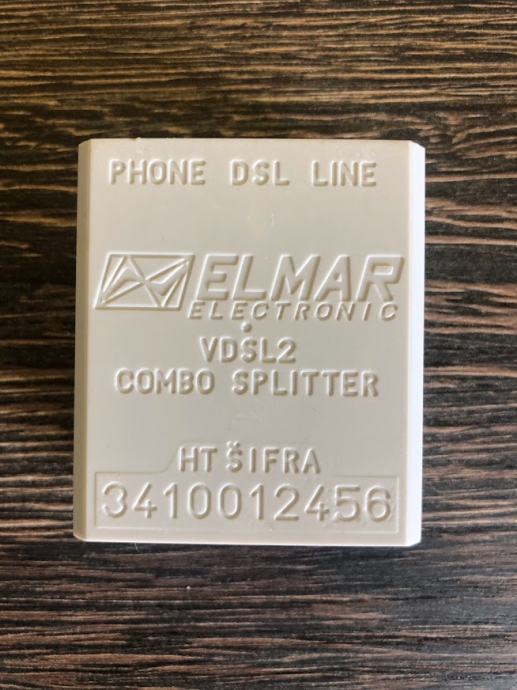 PHONE DSL LINE
ELMAR
ELECTRONIC
VDSL2
COMBO SPLITTER
HT ŠIFRA
3410012456